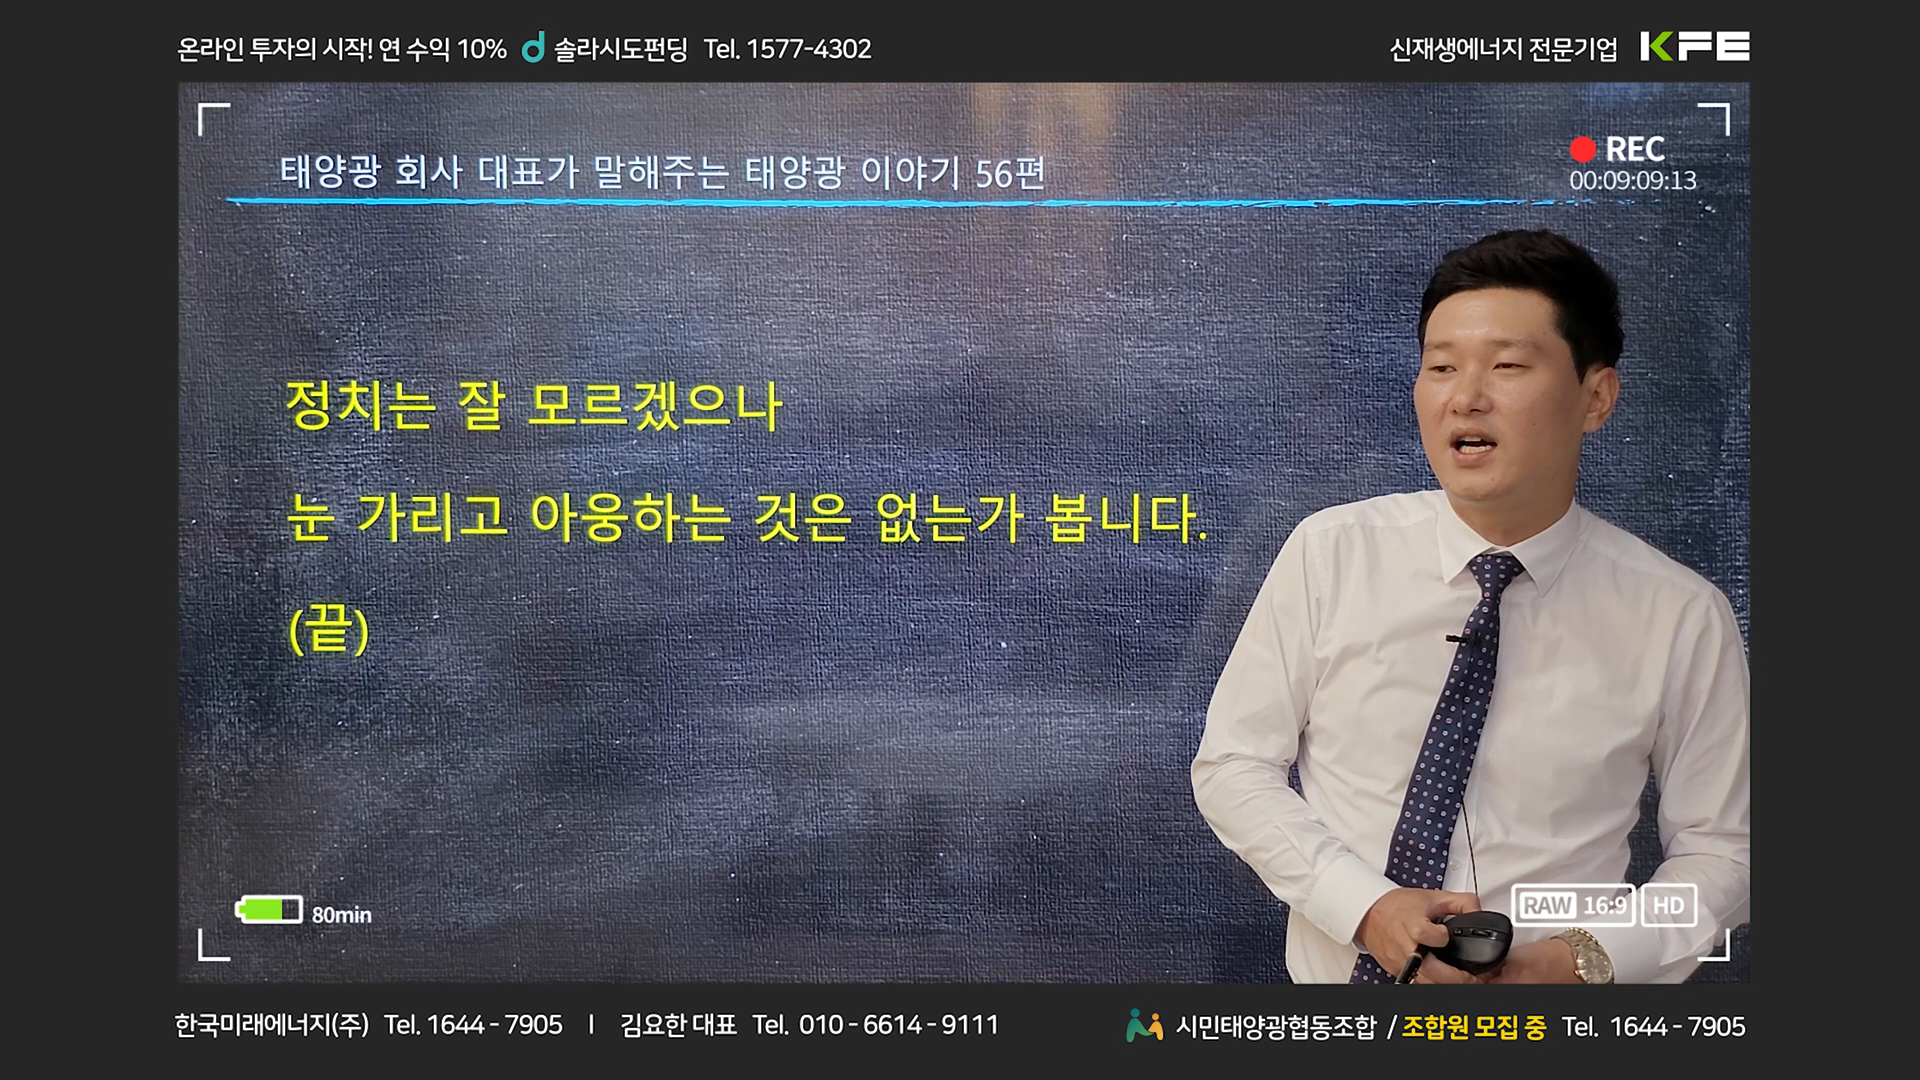 온라인 투자의 시작! 연 수익 10% 솔라시도펀딩 Tel. 1577-4302
신재생에너지 전문기업 KFE
태양광 회사 대표가 말해주는 태양광 이야기 56편
REC
00:09:09:13
정치는 잘 모르겠으나
눈 가리고 아웅하는 것은 없는가 봅니다.
(끝)
80min
RAW 16:9 HD
한국미래에너지(주) Tel. 1644 - 7905 I 김요한 대표 Tel. 010 - 6614 - 9111
시민태양광협동조합 / 조합원 모집 중 Tel. 1644 - 7905